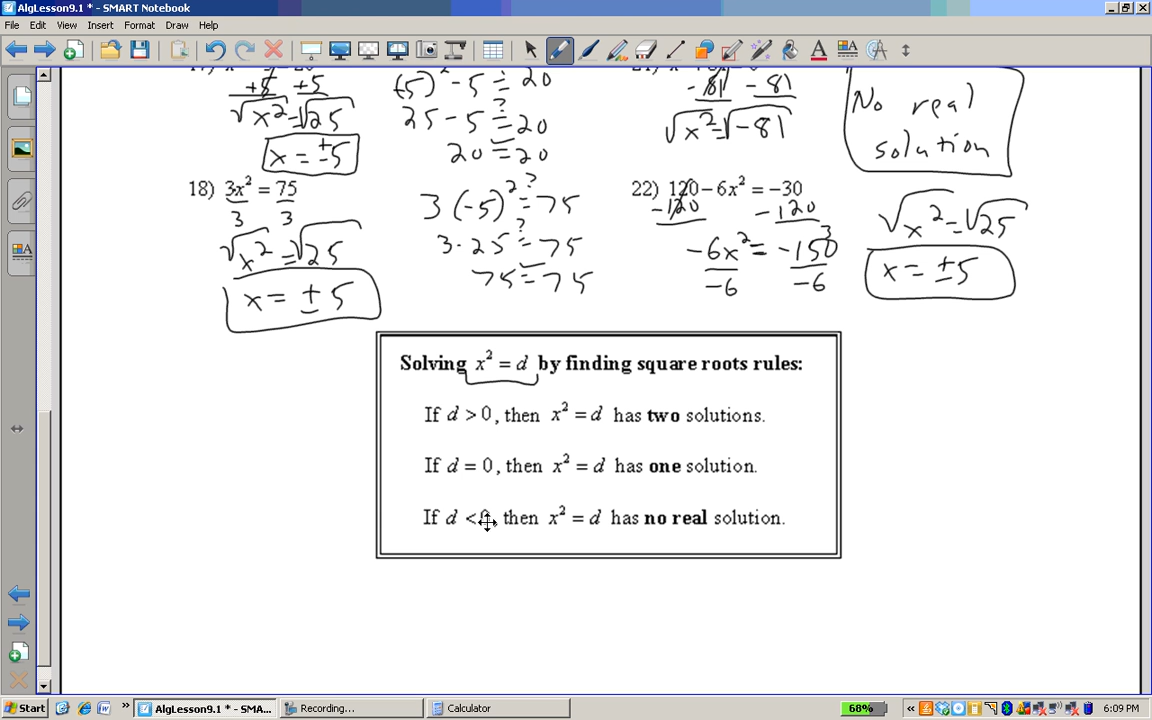 AlgLesson9.1 * - SMART Notebook
File Edit View Insert Format Draw Help
+5 +5
√x² = √25
x = ±5
(-5)² - 5 ≟ 20
25 - 5 ≟ 20
20 = 20
-81 - 81
√x² = √-81
No real
solution
18) 3x² = 75
3 3
√x² = √25
x = ± 5
3 (-5)² ≟ 75
3 · 25 ≟ 75
75 = 75
22) 120 – 6x² = –30
-120 -120
-6x² = -150
-6 -6
√x² = √25
x = ±5
Solving x² = d by finding square roots rules:
If d > 0, then x² = d has two solutions.
If d = 0, then x² = d has one solution.
If d < 0, then x² = d has no real solution.
Start
AlgLesson9.1 * - SMA...
Recording...
Calculator
68%
6:09 PM